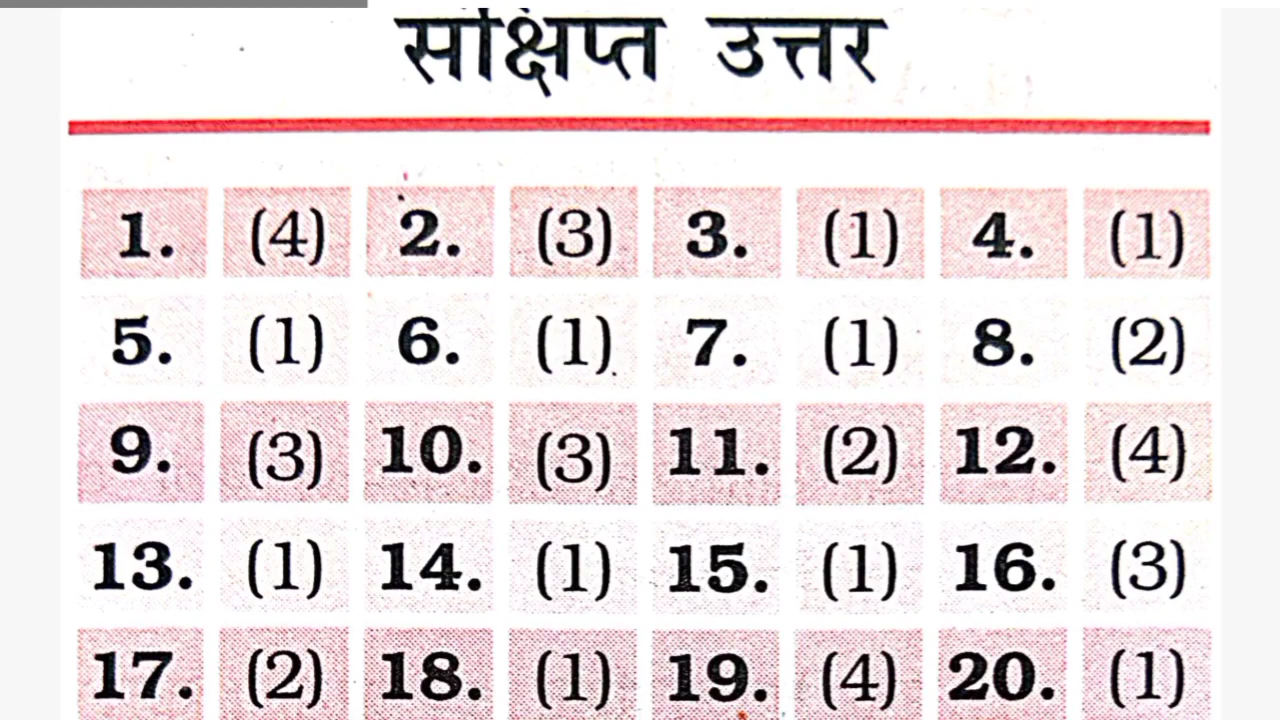 संक्षिप्त उत्तर
1. (4) 2. (3) 3. (1) 4. (1)
5. (1) 6. (1) 7. (1) 8. (2)
9. (3) 10. (3) 11. (2) 12. (4)
13. (1) 14. (1) 15. (1) 16. (3)
17. (2) 18. (1) 19. (4) 20. (1)